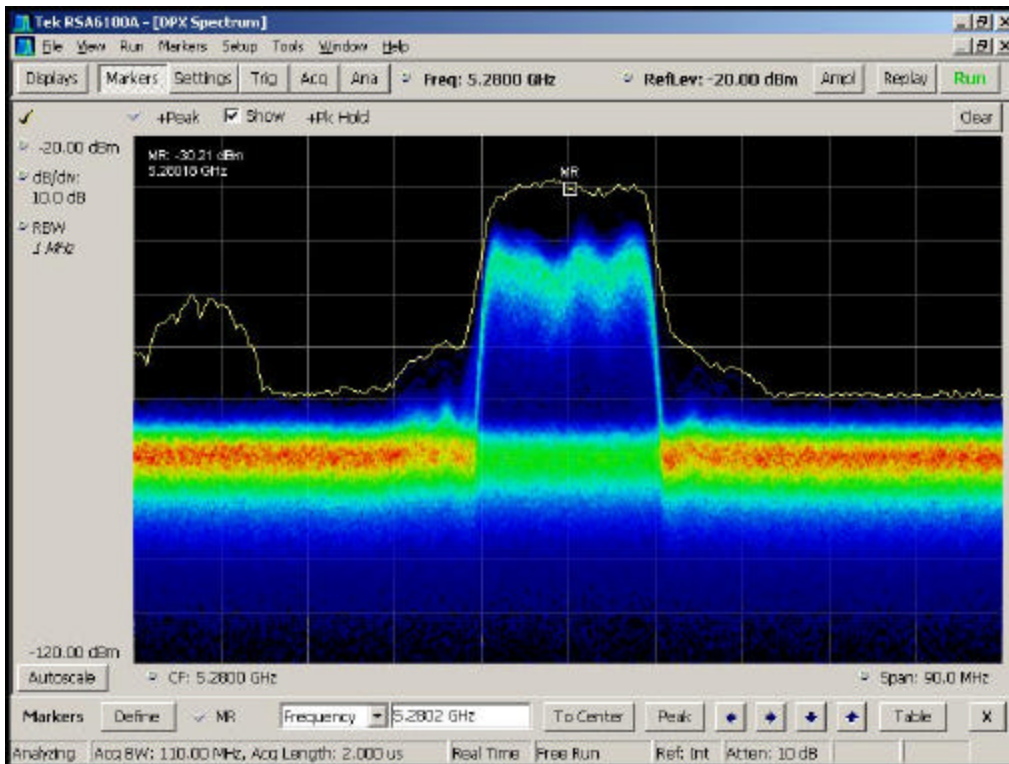 Tek RSA6100A - [DPX Spectrum]
File View Run Markers Setup Tools Window Help
Displays Markers Settings Trig Acq Ana Freq: 5.2800 GHz RefLev: -20.00 dBm Ampl Replay Run
+Peak Show +Pk Hold Clear
-20.00 dBm
dB/div:
10.0 dB
RBW
1 MHz
MR: -30.21 dBm
5.28018 GHz
MR
-120.00 dBm
Autoscale CF: 5.2800 GHz Span: 90.0 MHz
Markers Define MR Frequency 5.2802 GHz To Center Peak Table X
Analyzing Acq BW: 110.00 MHz, Acq Length: 2.000 us Real Time Free Run Ref: Int Atten: 10 dB